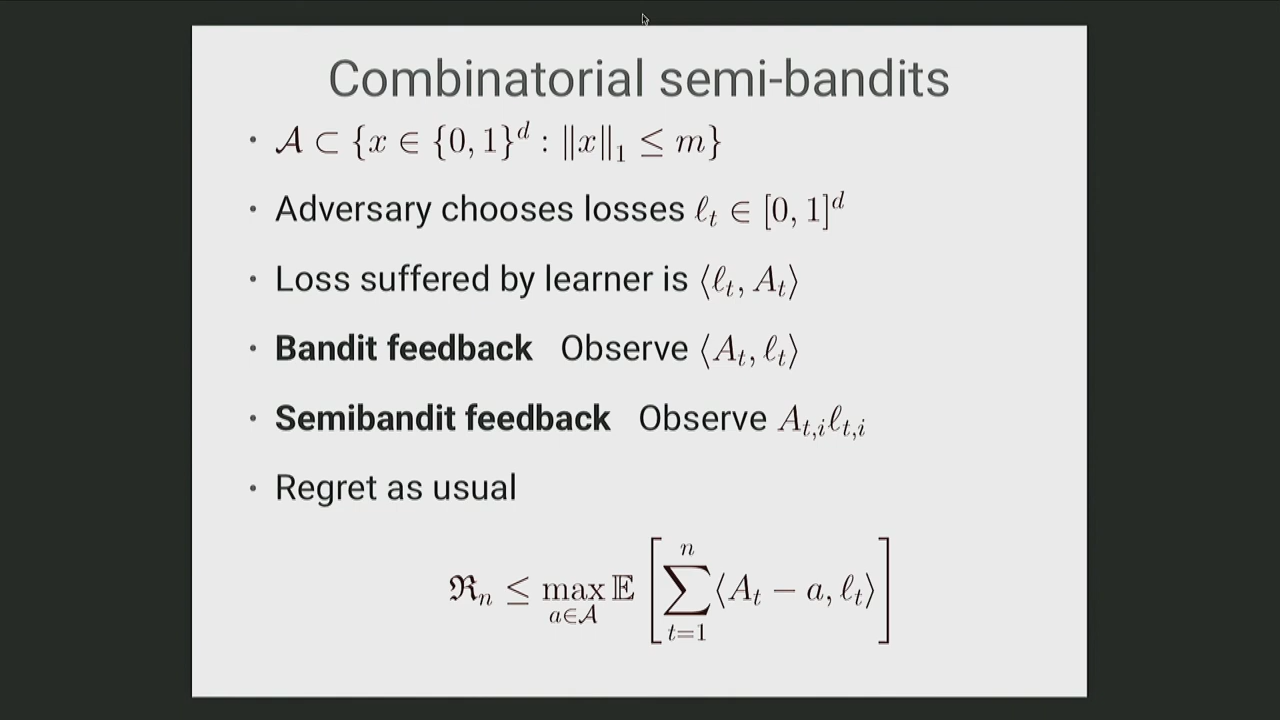 Combinatorial semi-bandits
• 𝒜 ⊂ {x ∈ {0, 1}^d : ‖x‖_1 ≤ m}
• Adversary chooses losses ℓ_t ∈ [0, 1]^d
• Loss suffered by learner is ⟨ℓ_t, A_t⟩
• Bandit feedback Observe ⟨A_t, ℓ_t⟩
• Semibandit feedback Observe A_{t,i}ℓ_{t,i}
• Regret as usual
ℜ_n ≤ max_{a∈𝒜} 𝔼 [∑_{t=1}^{n} ⟨A_t − a, ℓ_t⟩]